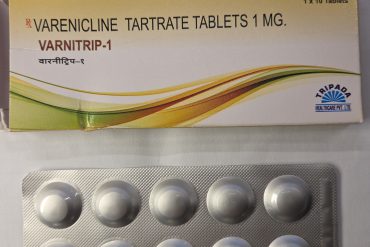 1 x 10 Tablets
℞ VARENICLINE TARTRATE TABLETS 1 MG.
VARNITRIP-1
वारनीट्रिप-१
TRIPADA
HEALTHCARE PVT. LTD.